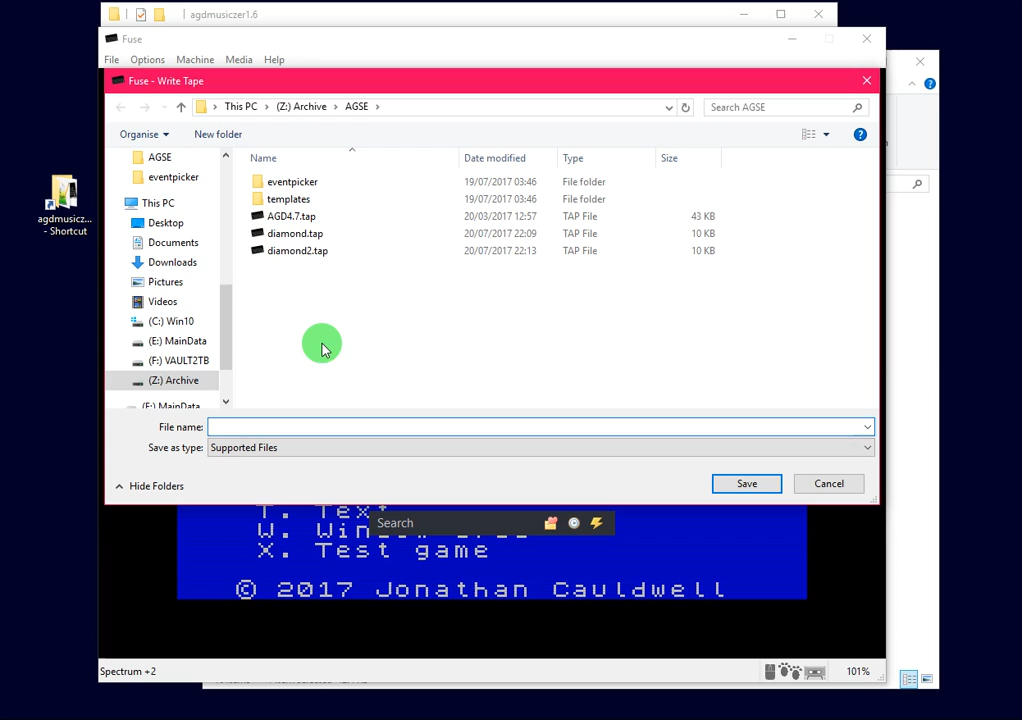 agdmusiczer1.6
Fuse
File Options Machine Media Help
Fuse - Write Tape
This PC (Z:) Archive AGSE
Search AGSE
Organise New folder
AGSE
eventpicker
This PC
Desktop
Documents
Downloads
Pictures
Videos
(C:) Win10
(E:) MainData
(F:) VAULT2TB
(Z:) Archive
(E:) MainData
Name Date modified Type Size
eventpicker 19/07/2017 03:46 File folder
templates 19/07/2017 03:46 File folder
AGD4.7.tap 20/03/2017 12:57 TAP File 43 KB
diamond.tap 20/07/2017 22:09 TAP File 10 KB
diamond2.tap 20/07/2017 22:13 TAP File 10 KB
agdmusicz...
- Shortcut
File name:
Save as type: Supported Files
Hide Folders
Save Cancel
T. Text
Search
X. Test game
© 2017 Jonathan Cauldwell
Spectrum +2
101%